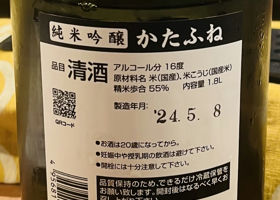 純米吟醸 かたふね
品目 清酒
アルコール分 16度
原材料名 米(国産)、米こうじ(国産米)
精米歩合 55% 内容量 1.8L
製造年月: '24. 5. 8
QRコード
●お酒は20歳になってから。
●妊娠中や授乳期の飲酒は避けて下さい。
●開栓には十分注意して下さい。
品質保持のため、できるだけ冷蔵保管を
お願い致します。開封後はなるべく早くお